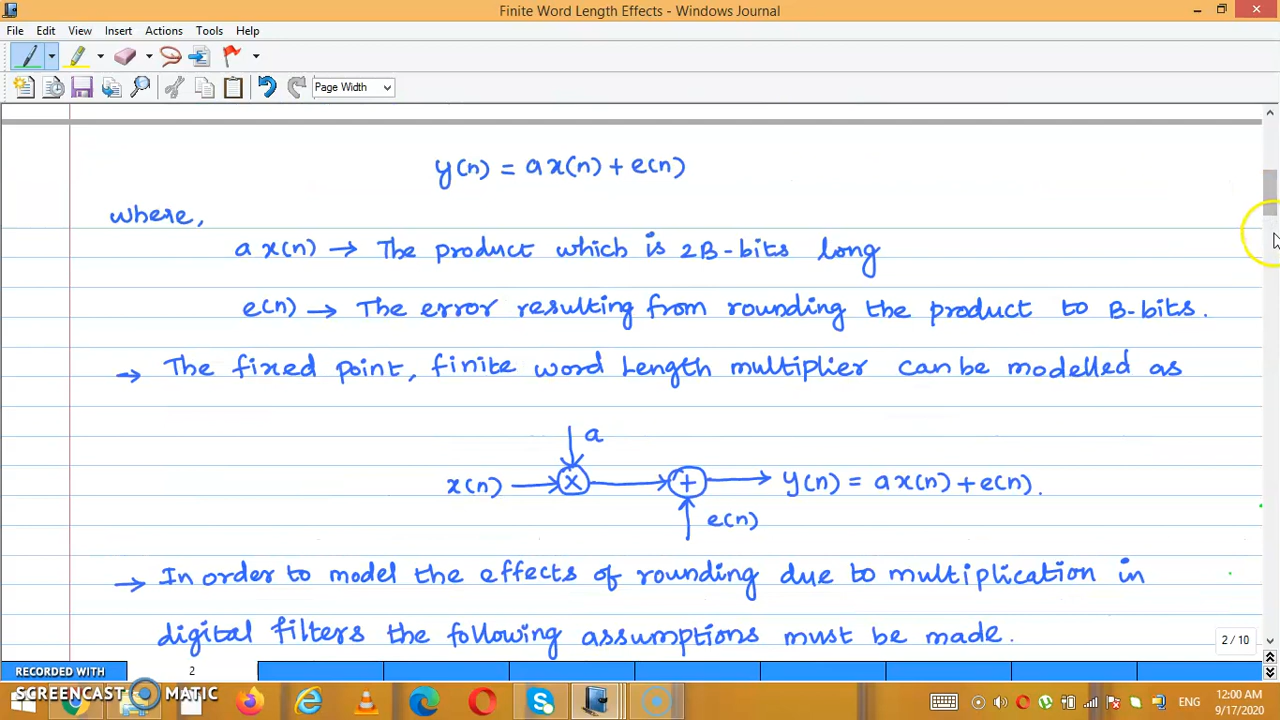 Finite Word Length Effects - Windows Journal
File Edit View Insert Actions Tools Help
Page Width
y(n) = ax(n) + e(n)
where,
a x(n) → The product which is 2B-bits long
e(n) → The error resulting from rounding the product to B-bits.
→ The fixed point, finite word Length multiplier can be modelled as
a
x(n) × + y(n) = ax(n) + e(n).
e(n)
→ In order to model the effects of rounding due to multiplication in
digital filters the following assumptions must be made.
2 / 10
RECORDED WITH
2
SCREENCAST MATIC
ENG
12:00 AM
9/17/2020